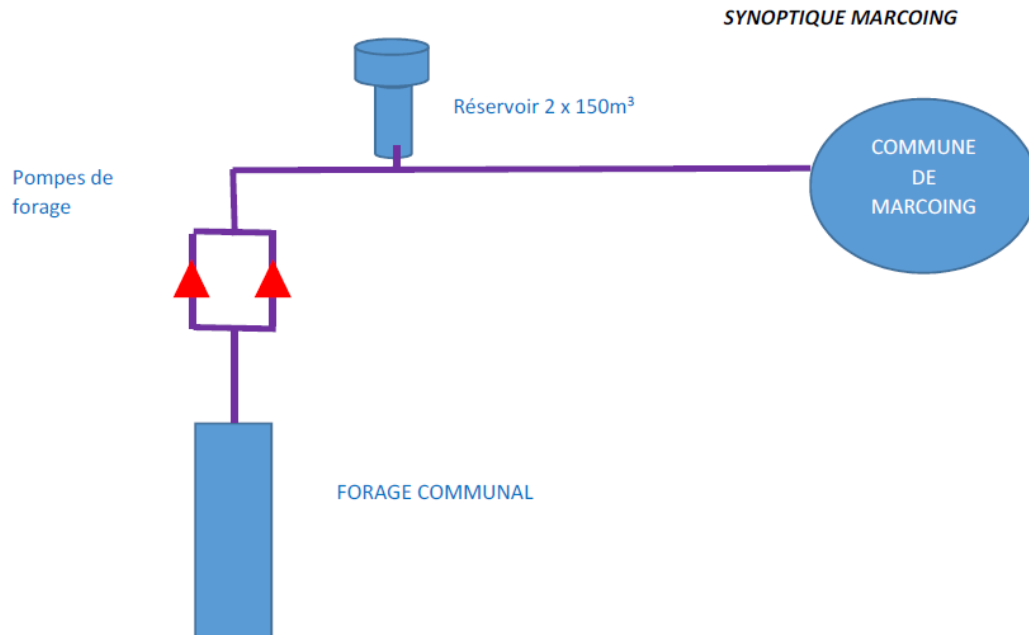 SYNOPTIQUE MARCOING
Réservoir 2 x 150m³
COMMUNE
DE
MARCOING
Pompes de
forage
FORAGE COMMUNAL